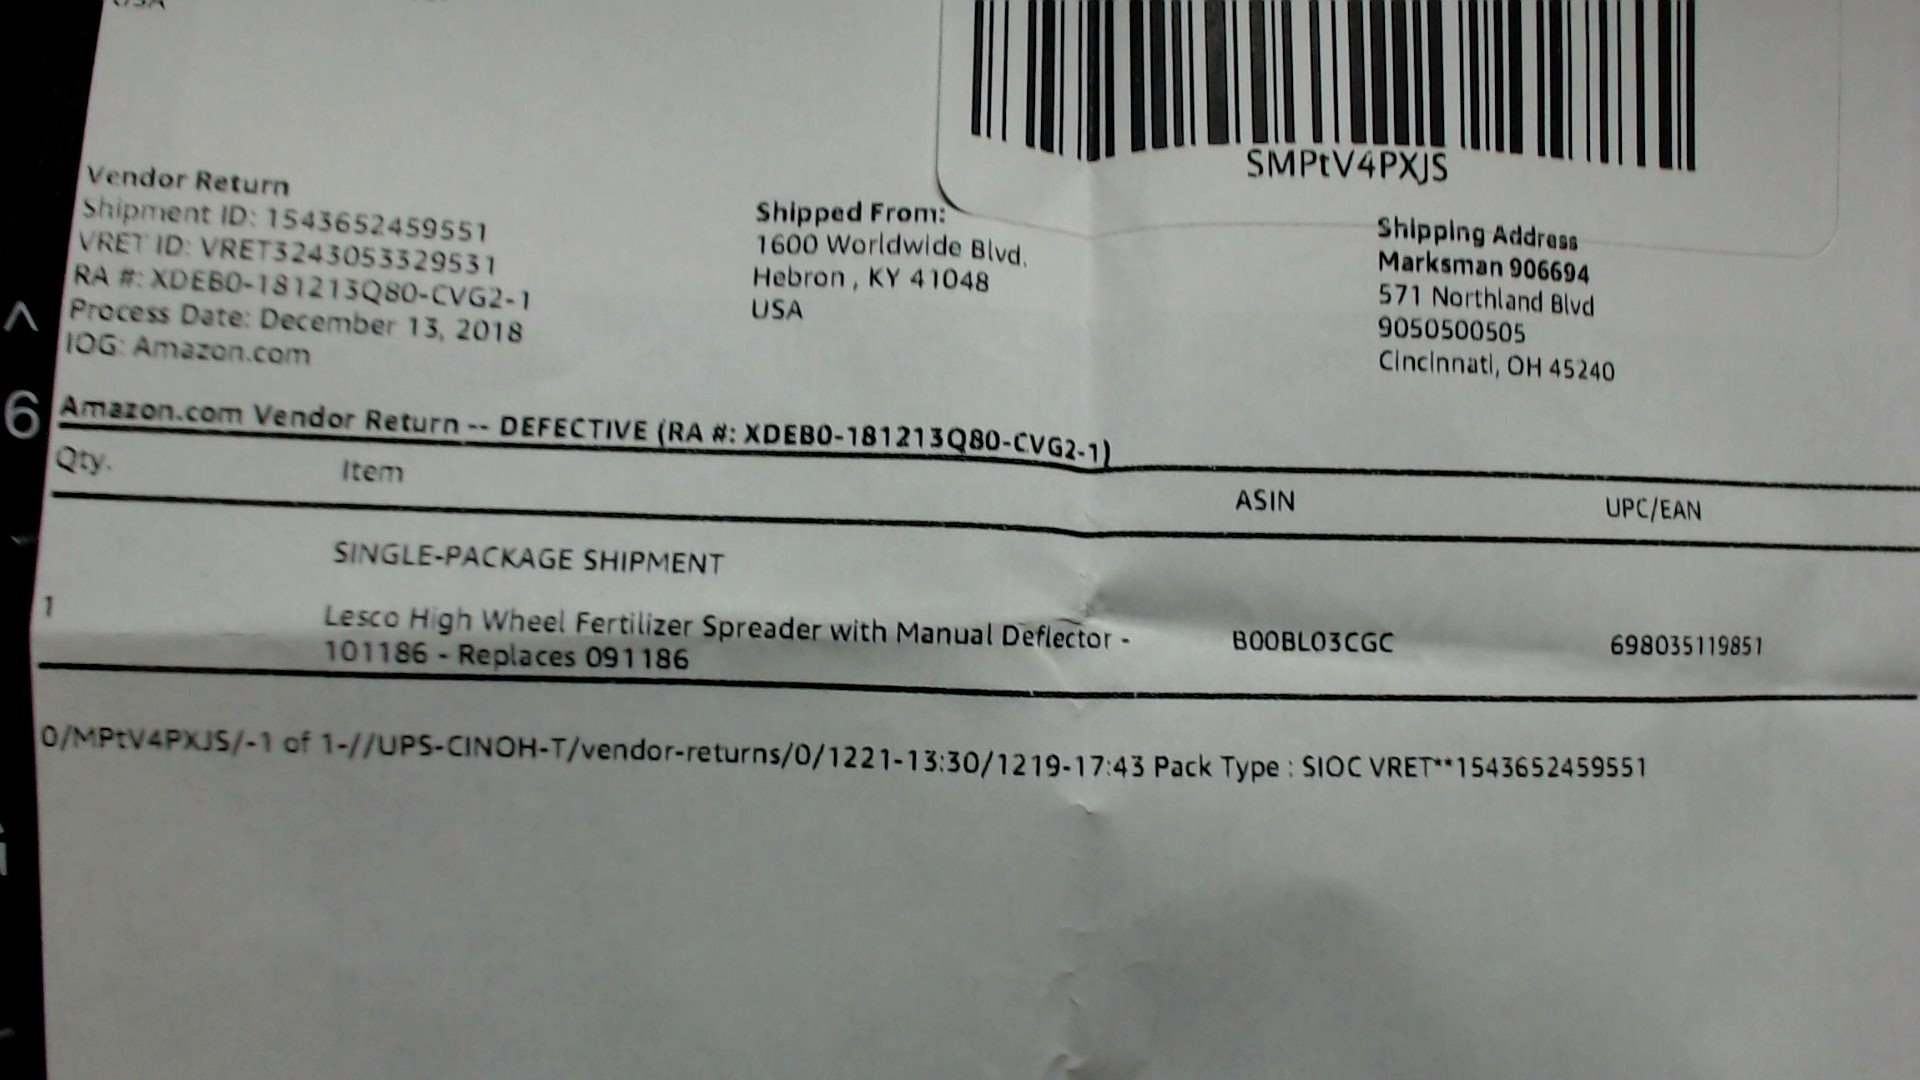 SMPtV4PXJS
Vendor Return
Shipment ID: 1543652459551
VRET ID: VRET3243053329531
RA #: XDEB0-181213Q80-CVG2-1
Process Date: December 13, 2018
IOG: Amazon.com
Shipped From:
1600 Worldwide Blvd.
Hebron , KY 41048
USA
Shipping Address
Marksman 906694
571 Northland Blvd
9050500505
Cincinnati, OH 45240
6
Amazon.com Vendor Return -- DEFECTIVE (RA #: XDEB0-181213Q80-CVG2-1)
Qty. Item ASIN UPC/EAN
SINGLE-PACKAGE SHIPMENT
1 Lesco High Wheel Fertilizer Spreader with Manual Deflector - B00BL03CGC 698035119851
101186 - Replaces 091186
0/MPtV4PXJS/-1 of 1-//UPS-CINOH-T/vendor-returns/0/1221-13:30/1219-17:43 Pack Type : SIOC VRET**1543652459551